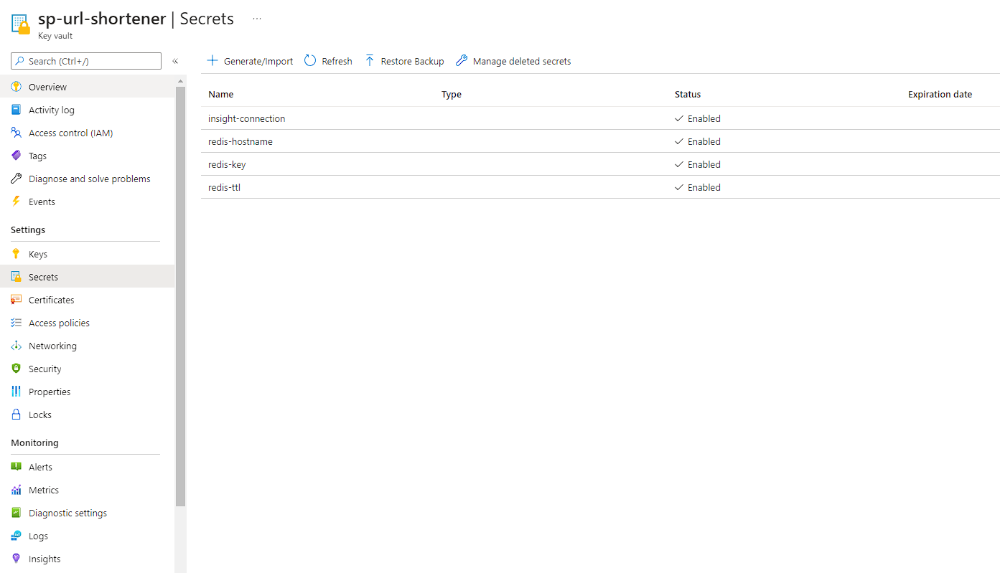 sp-url-shortener | Secrets ...
Key vault
Search (Ctrl+/) «
Generate/Import Refresh Restore Backup Manage deleted secrets
Overview
Activity log
Access control (IAM)
Tags
Diagnose and solve problems
Events
Settings
Keys
Secrets
Certificates
Access policies
Networking
Security
Properties
Locks
Monitoring
Alerts
Metrics
Diagnostic settings
Logs
Insights
Name Type Status Expiration date
insight-connection Enabled
redis-hostname Enabled
redis-key Enabled
redis-ttl Enabled